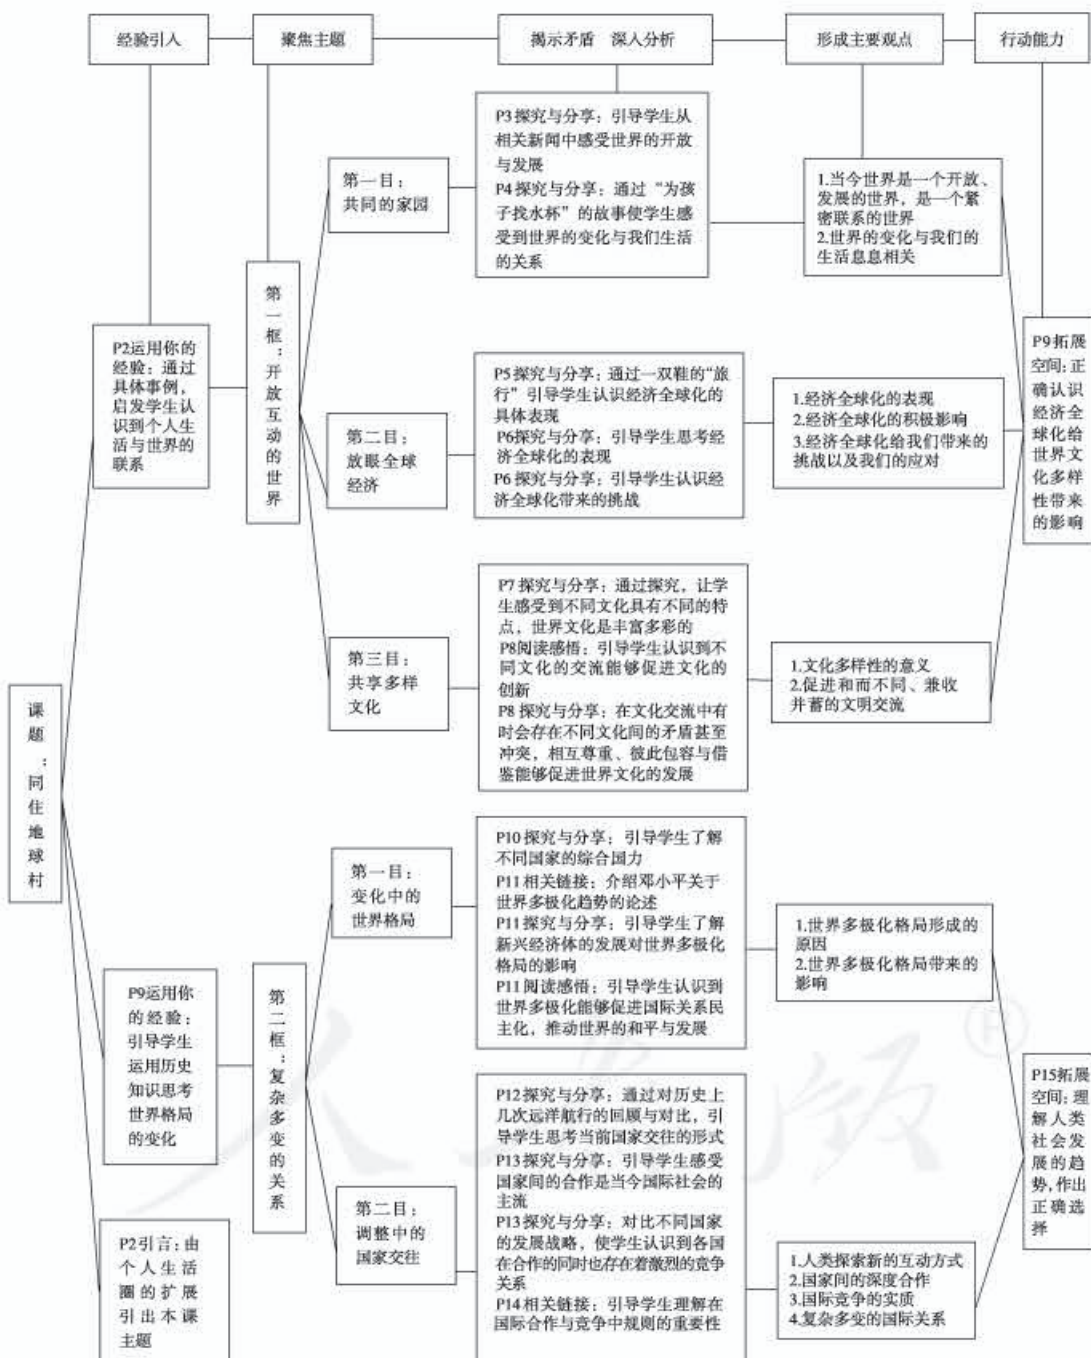 经验引入
聚焦主题
揭示矛盾 深入分析
形成主要观点
行动能力
课
题
：
同
住
地
球
村
P2运用你的
经验：通过
具体事例，
启发学生认
识到个人生
活与世界的
联系
第
一
框
：
开
放
互
动
的
世
界
第一目：
共同的家园
P3探究与分享：引导学生从
相关新闻中感受世界的开放
与发展
P4探究与分享：通过“为孩
子找水杯”的故事使学生感
受到世界的变化与我们生活
的关系
1.当今世界是一个开放、
发展的世界，是一个紧
密联系的世界
2.世界的变化与我们的
生活息息相关
第二目：
放眼全球
经济
P5探究与分享：通过一双鞋的“旅
行”引导学生认识经济全球化的
具体表现
P6探究与分享：引导学生思考经
济全球化的表现
P6探究与分享：引导学生认识经
济全球化带来的挑战
1.经济全球化的表现
2.经济全球化的积极影响
3.经济全球化给我们带来的
挑战以及我们的应对
第三目：
共享多样
文化
P7探究与分享：通过探究，让学
生感受到不同文化具有不同的特
点，世界文化是丰富多彩的
P8阅读感悟：引导学生认识到不
同文化的交流能够促进文化的
创新
P8探究与分享：在文化交流中有
时会存在不同文化间的矛盾甚至
冲突，相互尊重、彼此包容与借
鉴能够促进世界文化的发展
1.文化多样性的意义
2.促进和而不同、兼收
并蓄的文明交流
P9拓展
空间：正
确认识
经济全
球化给
世界文
化多样
性带来
的影响
P9运用你
的经验：
引导学生
运用历史
知识思考
世界格局
的变化
第
二
框
：
复
杂
多
变
的
关
系
第一目：
变化中的
世界格局
P10探究与分享：引导学生了解
不同国家的综合国力
P11相关链接：介绍邓小平关于
世界多极化趋势的论述
P11探究与分享：引导学生了解
新兴经济体的发展对世界多极化
格局的影响
P11阅读感悟：引导学生认识到
世界多极化能够促进国际关系民
主化，推动世界的和平与发展
1.世界多极化格局形成的
原因
2.世界多极化格局带来的
影响
第二目：
调整中的
国家交往
P12探究与分享：通过对历史上
几次远洋航行的回顾与对比，引
导学生思考当前国家交往的形式
P13探究与分享：引导学生感受
国家间的合作是当今国际社会的
主流
P13探究与分享：对比不同国家
的发展战略，使学生认识到各国
在合作的同时也存在着激烈的竞争
关系
P14相关链接：引导学生理解在
国际合作与竞争中规则的重要性
1.人类探索新的互动方式
2.国家间的深度合作
3.国际竞争的实质
4.复杂多变的国际关系
P15拓展
空间：理
解人类
社会发
展的趋
势，作出
正确选
择
P2引言：由
个人生活
圈的扩展
引出本课
主题